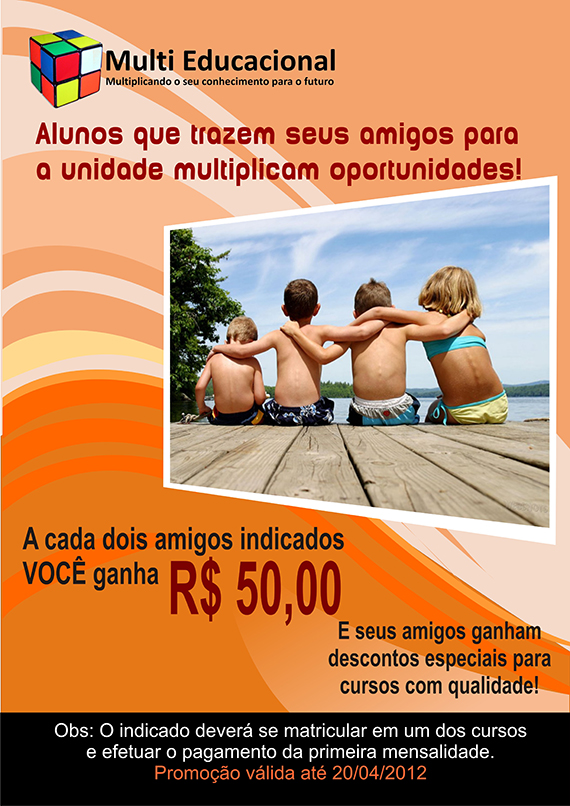 Multi Educacional
Multiplicando o seu conhecimento para o futuro
Alunos que trazem seus amigos para
a unidade multiplicam oportunidades!
A cada dois amigos indicados
VOCÊ ganha R$ 50,00
E seus amigos ganham
descontos especiais para
cursos com qualidade!
Obs: O indicado deverá se matricular em um dos cursos
e efetuar o pagamento da primeira mensalidade.
Promoção válida até 20/04/2012